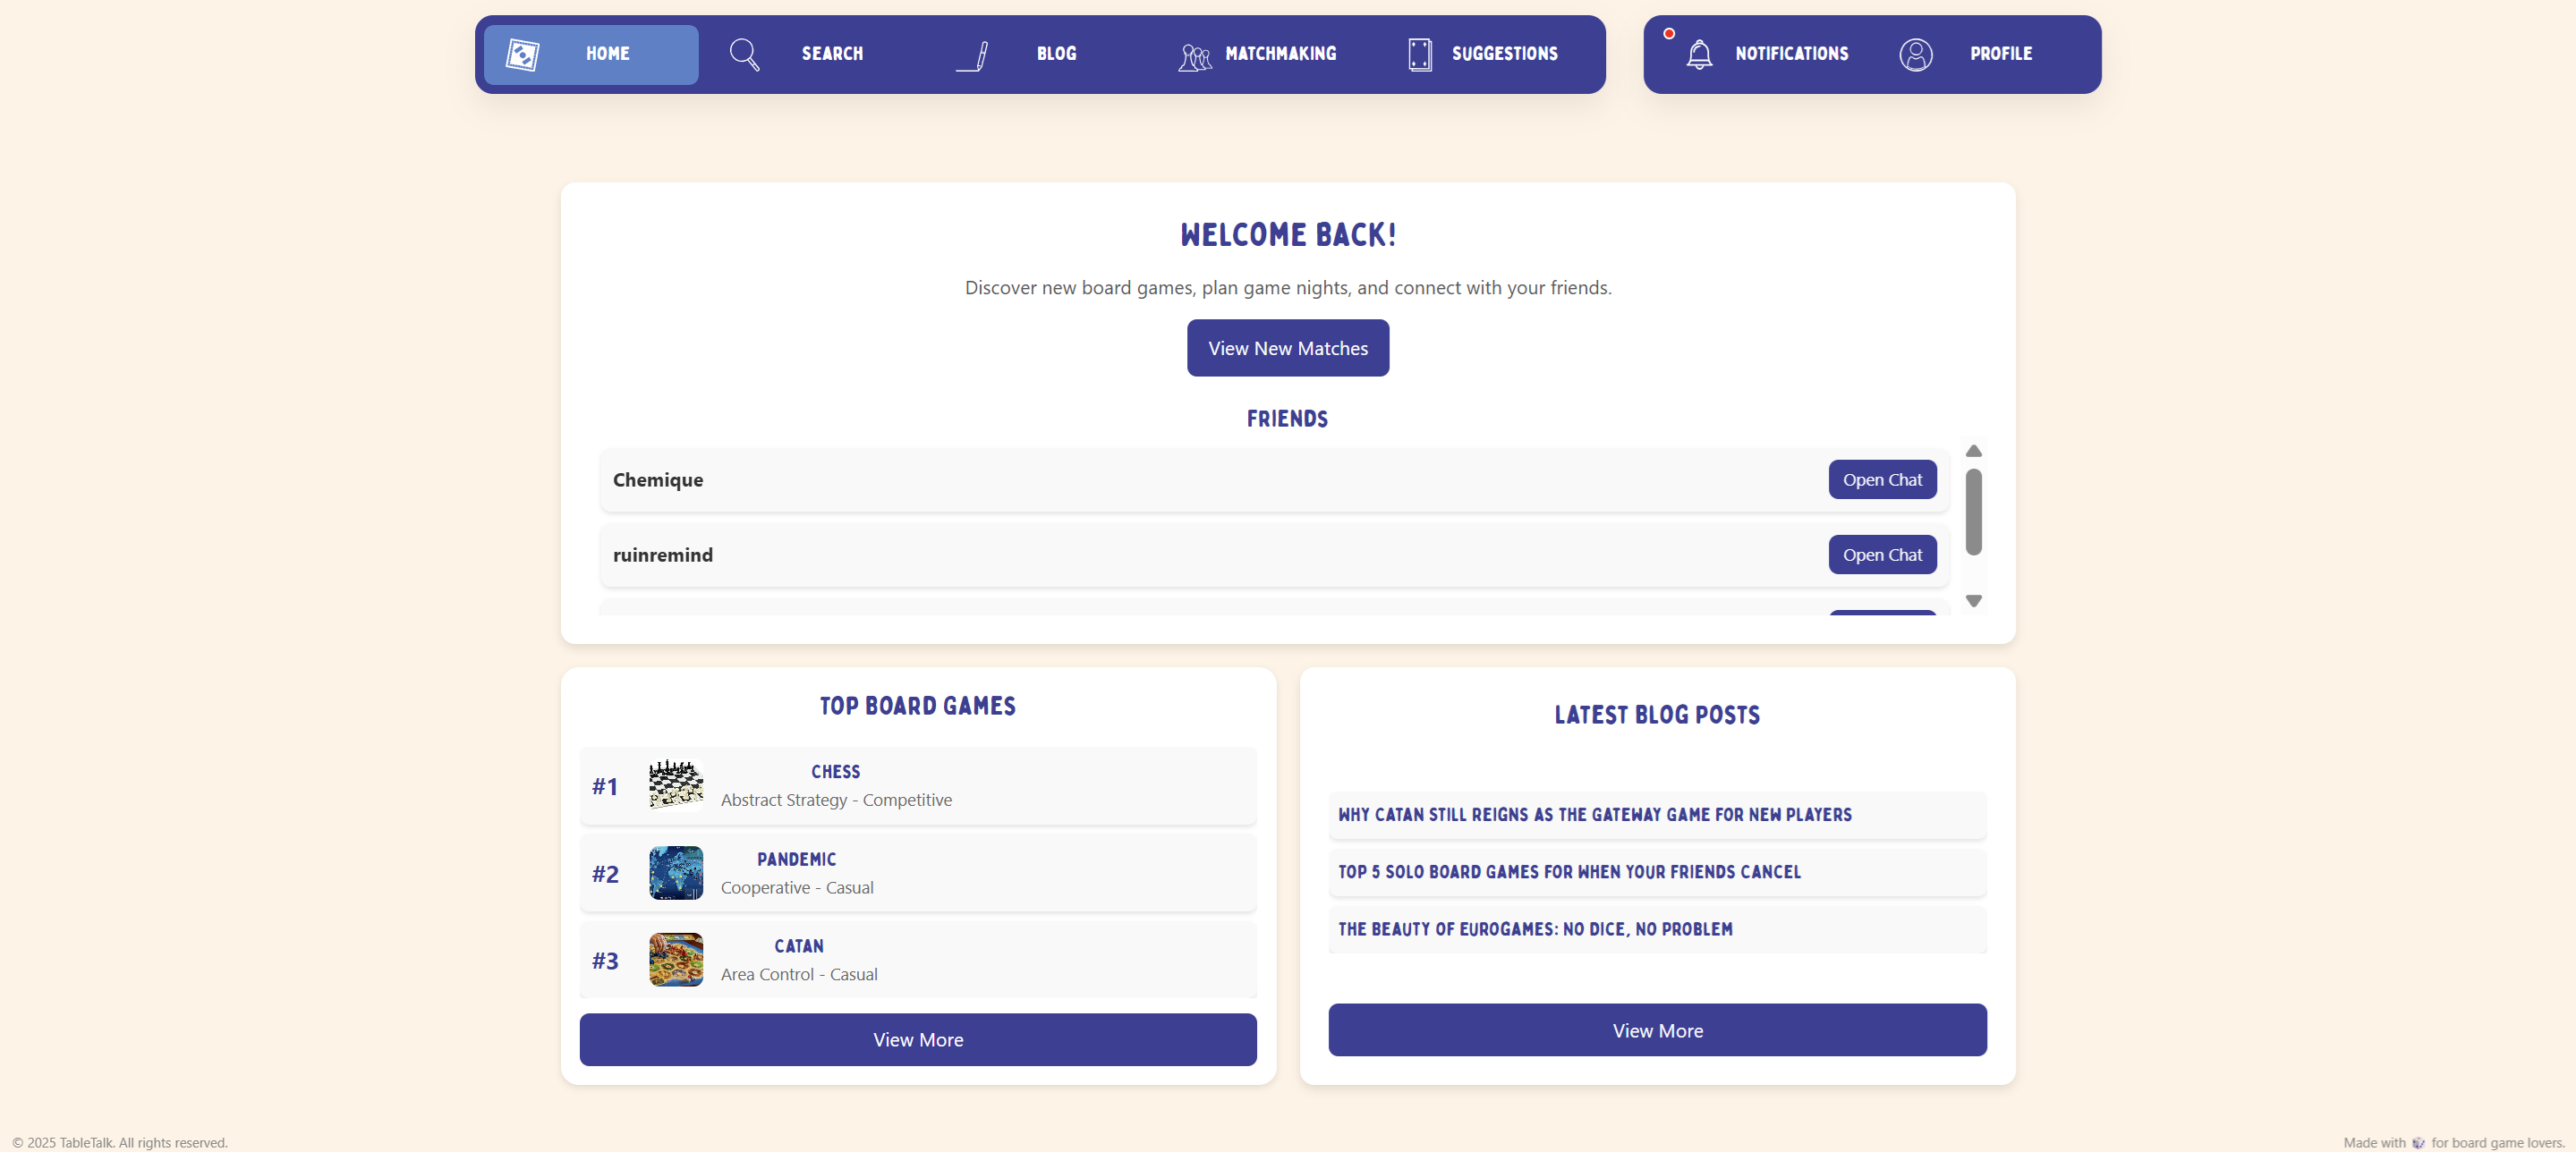 HOME
SEARCH
BLOG
MATCHMAKING
SUGGESTIONS
NOTIFICATIONS
PROFILE
WELCOME BACK!
Discover new board games, plan game nights, and connect with your friends.
View New Matches
FRIENDS
Chemique
Open Chat
ruinremind
Open Chat
TOP BOARD GAMES
#1
CHESS
Abstract Strategy - Competitive
#2
PANDEMIC
Cooperative - Casual
#3
CATAN
Area Control - Casual
View More
LATEST BLOG POSTS
WHY CATAN STILL REIGNS AS THE GATEWAY GAME FOR NEW PLAYERS
TOP 5 SOLO BOARD GAMES FOR WHEN YOUR FRIENDS CANCEL
THE BEAUTY OF EUROGAMES: NO DICE, NO PROBLEM
View More
© 2025 TableTalk. All rights reserved.
Made with 🎲 for board game lovers.